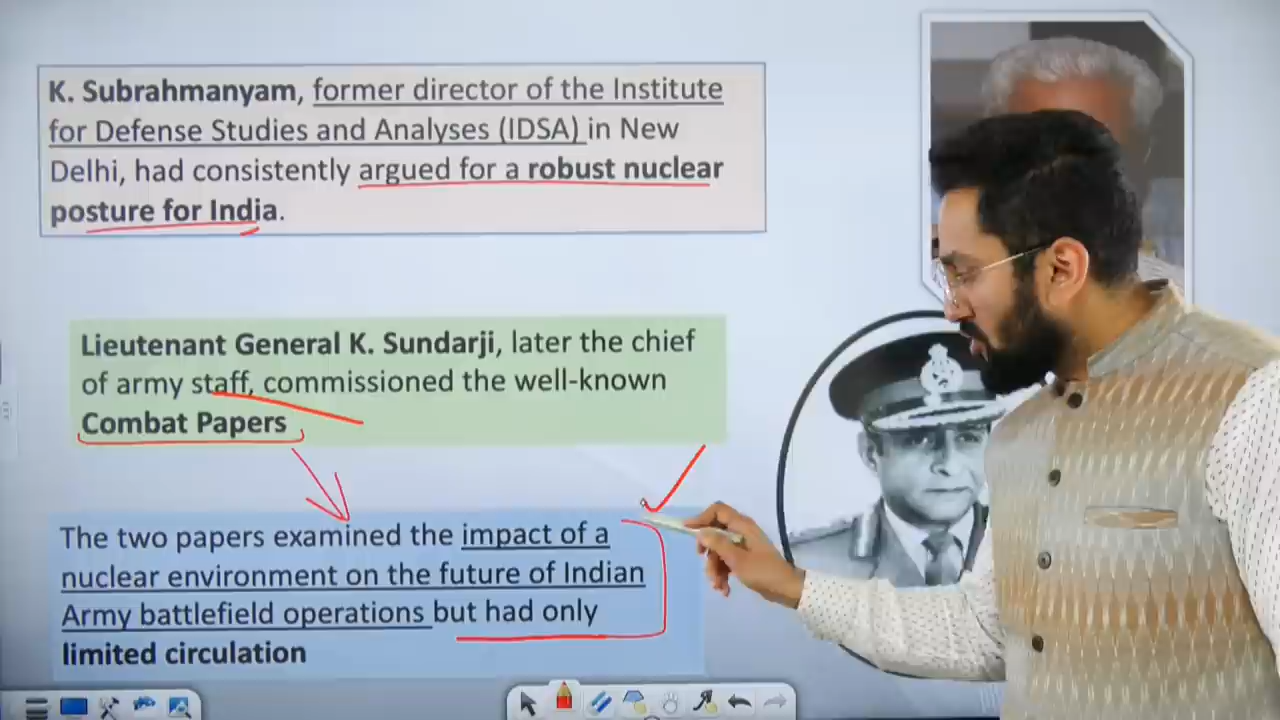 K. Subrahmanyam, former director of the Institute
for Defense Studies and Analyses (IDSA) in New
Delhi, had consistently argued for a robust nuclear
posture for India.
Lieutenant General K. Sundarji, later the chief
of army staff, commissioned the well-known
Combat Papers
The two papers examined the impact of a
nuclear environment on the future of Indian
Army battlefield operations but had only
limited circulation